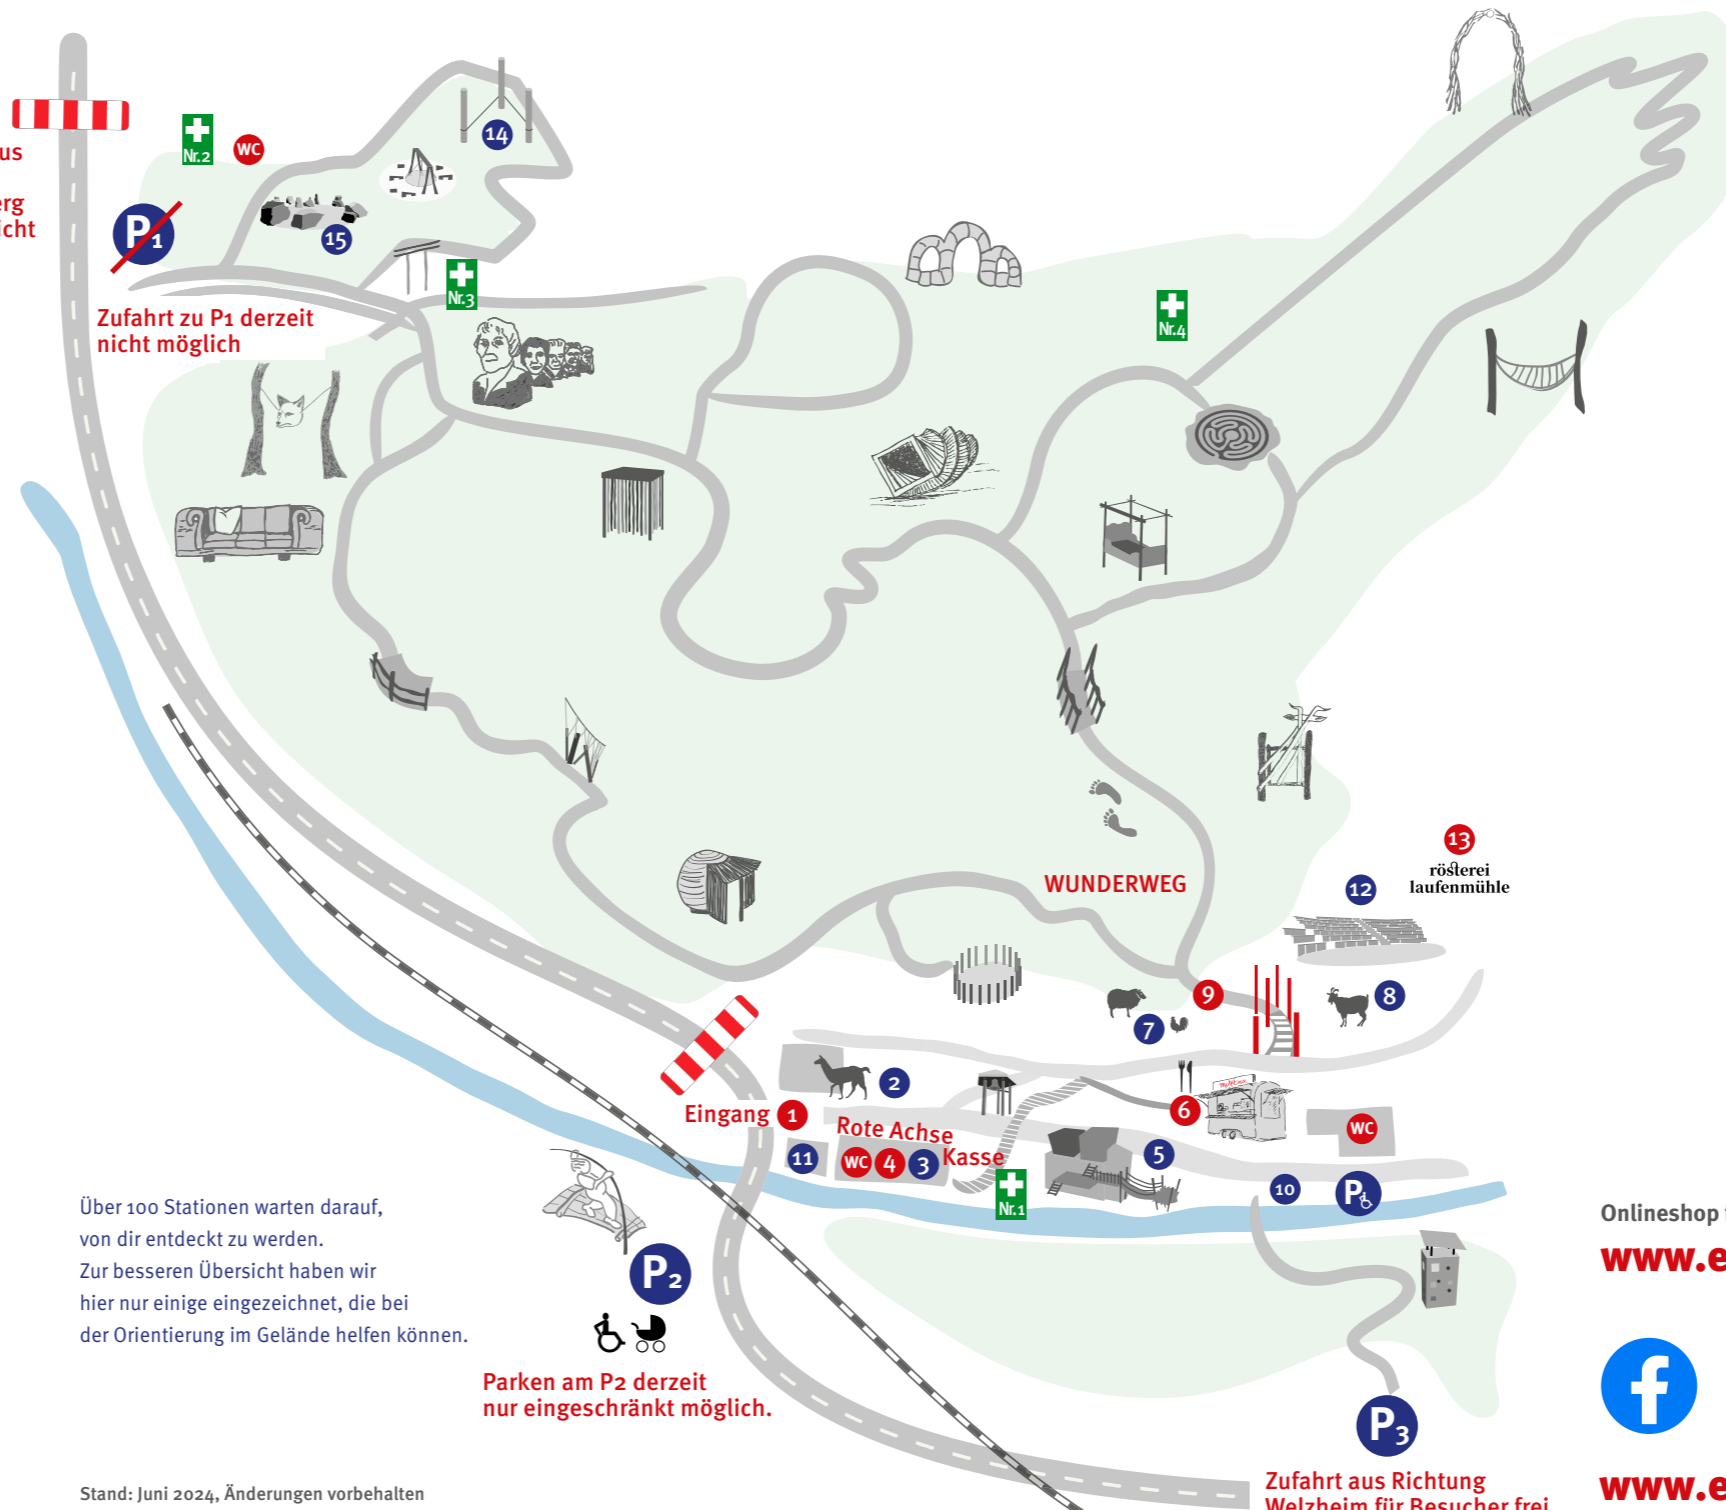 Nr.2
WC
14
P1
15
Nr.3
Zufahrt zu P1 derzeit
nicht möglich
Nr.4
WUNDERWEG
13
rösterei
laufenmühle
12
9
8
7
2
Eingang 1
6
Rote Achse
WC
11
WC 4 3 Kasse
5
Nr.1
10
P
Über 100 Stationen warten darauf,
von dir entdeckt zu werden.
Zur besseren Übersicht haben wir
hier nur einige eingezeichnet, die bei
der Orientierung im Gelände helfen können.
P2
Parken am P2 derzeit
nur eingeschränkt möglich.
Onlineshop
www.e
P3
Zufahrt aus Richtung
Welzheim für Besucher frei
www.e
Stand: Juni 2024, Änderungen vorbehalten